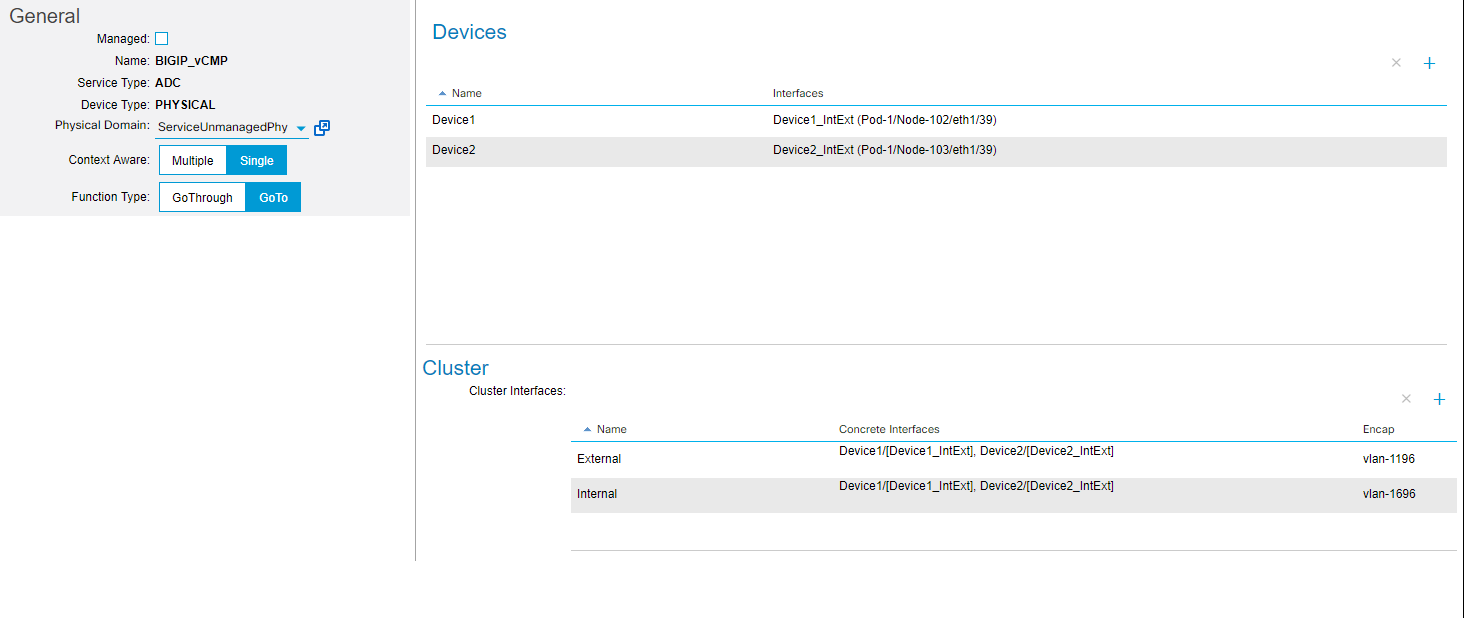 General
Managed:
Name: BIGIP_vCMP
Service Type: ADC
Device Type: PHYSICAL
Physical Domain: ServiceUnmanagedPhy
Context Aware: Multiple Single
Function Type: GoThrough GoTo
Devices
Name Interfaces
Device1 Device1_IntExt (Pod-1/Node-102/eth1/39)
Device2 Device2_IntExt (Pod-1/Node-103/eth1/39)
Cluster
Cluster Interfaces:
Name Concrete Interfaces Encap
External Device1/[Device1_IntExt], Device2/[Device2_IntExt] vlan-1196
Internal Device1/[Device1_IntExt], Device2/[Device2_IntExt] vlan-1696